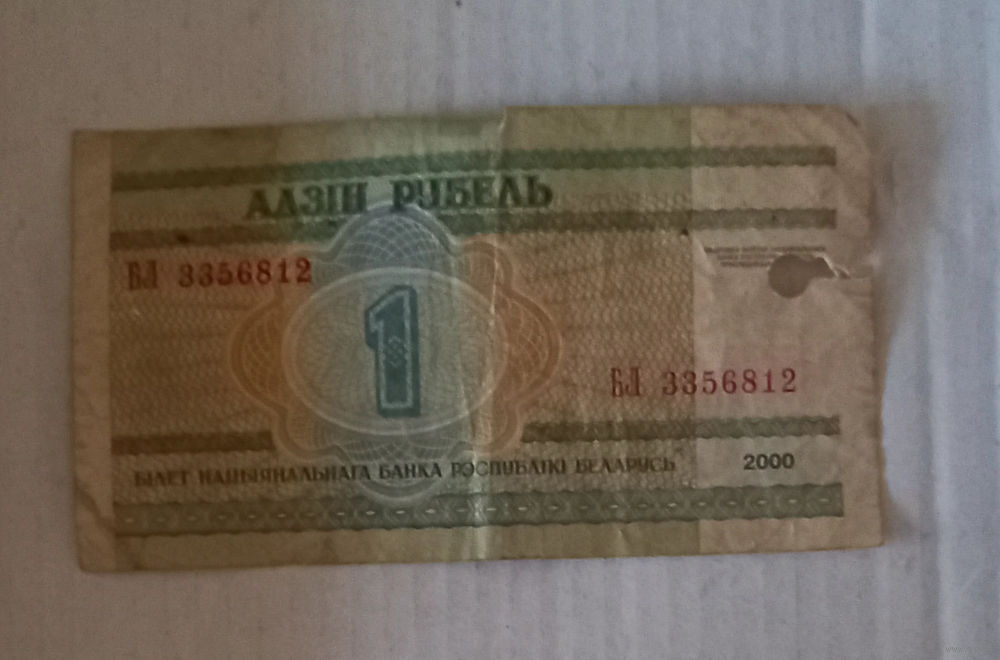 АДЗІН РУБЕЛЬ
БЛ 3356812
1
БЛ 3356812
БІЛЕТ НАЦЫЯНАЛЬНАГА БАНКА РЭСПУБЛІКІ БЕЛАРУСЬ
2000